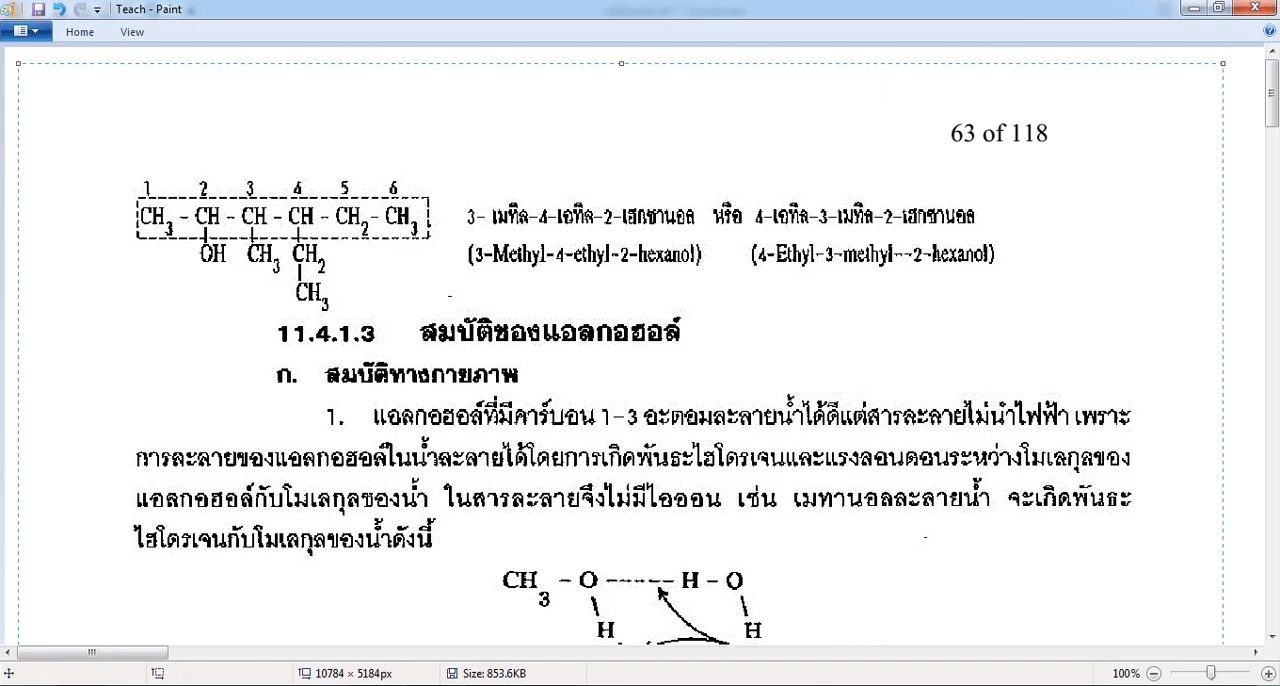 Teach - Paint
Home View
63 of 118
1 2 3 4 5 6
CH3 - CH - CH - CH - CH2 - CH3
OH CH3 CH2
CH3
3- เมทิล-4-เอทิล-2-เฮกซานอล หรือ 4-เอทิล-3-เมทิล-2-เฮกซานอล
(3-Methyl-4-ethyl-2-hexanol) (4-Ethyl-3-methyl--2-hexanol)
11.4.1.3 สมบัติของแอลกอฮอล์
ก. สมบัติทางกายภาพ
1. แอลกอฮอล์ที่มีคาร์บอน 1-3 อะตอมละลายน้ำได้ดีแต่สารละลายไม่นำไฟฟ้า เพราะ
การละลายของแอลกอฮอล์ในน้ำละลายได้โดยการเกิดพันธะไฮโดรเจนและแรงลอนดอนระหว่างโมเลกุลของ
แอลกอฮอล์กับโมเลกุลของน้ำ ในสารละลายจึงไม่มีไอออน เช่น เมทานอลละลายน้ำ จะเกิดพันธะ
ไฮโดรเจนกับโมเลกุลของน้ำดังนี้
CH3 - O ------ H - O
H H
10784 × 5184px Size: 853.6KB 100%